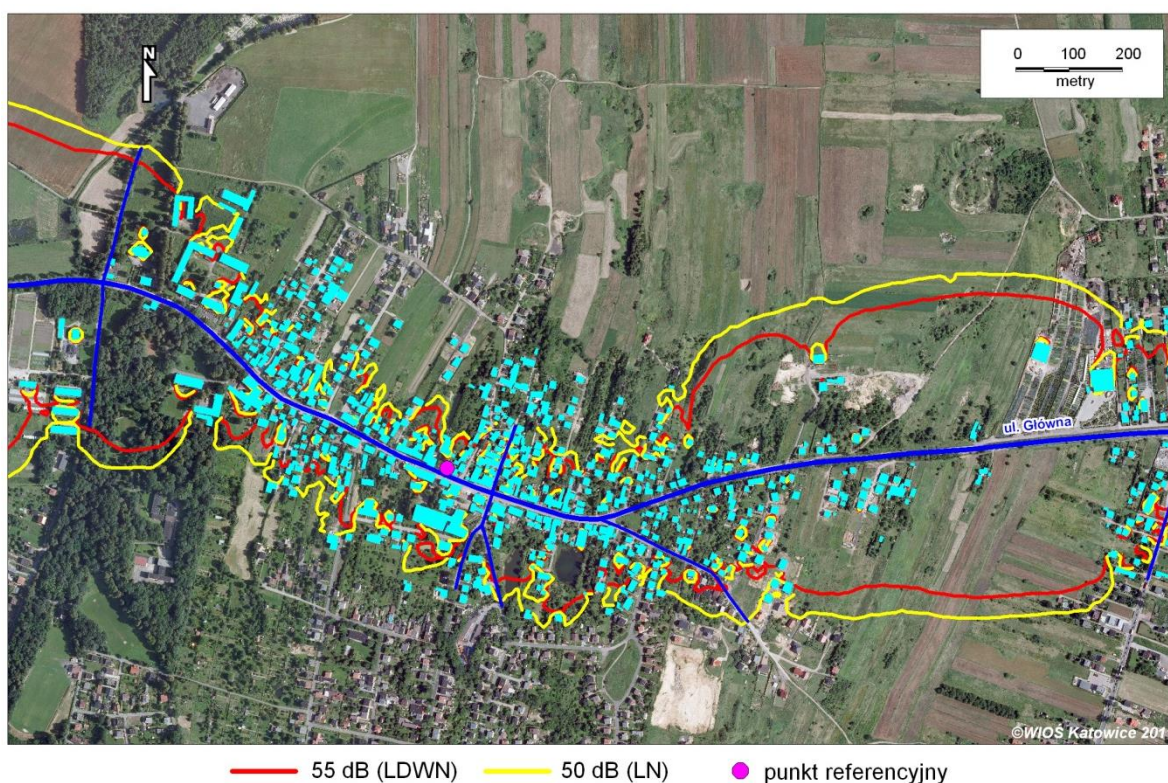 N
0 100 200
metry
ul. Główna
©WIOŚ Katowice 201
55 dB (LDWN) 50 dB (LN) punkt referencyjny